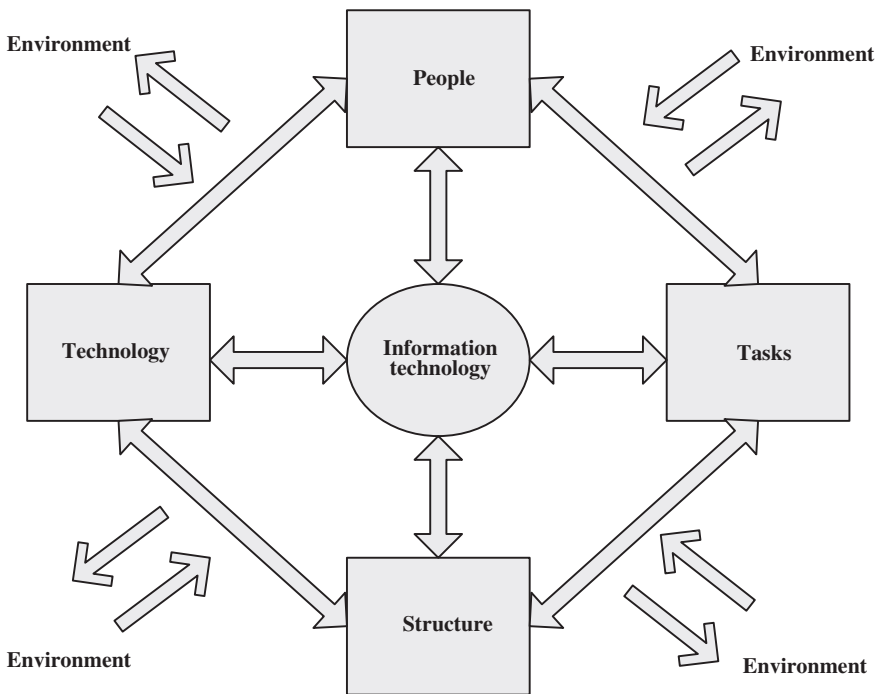 Environment
People
Environment
Technology
Information
technology
Tasks
Structure
Environment
Environment